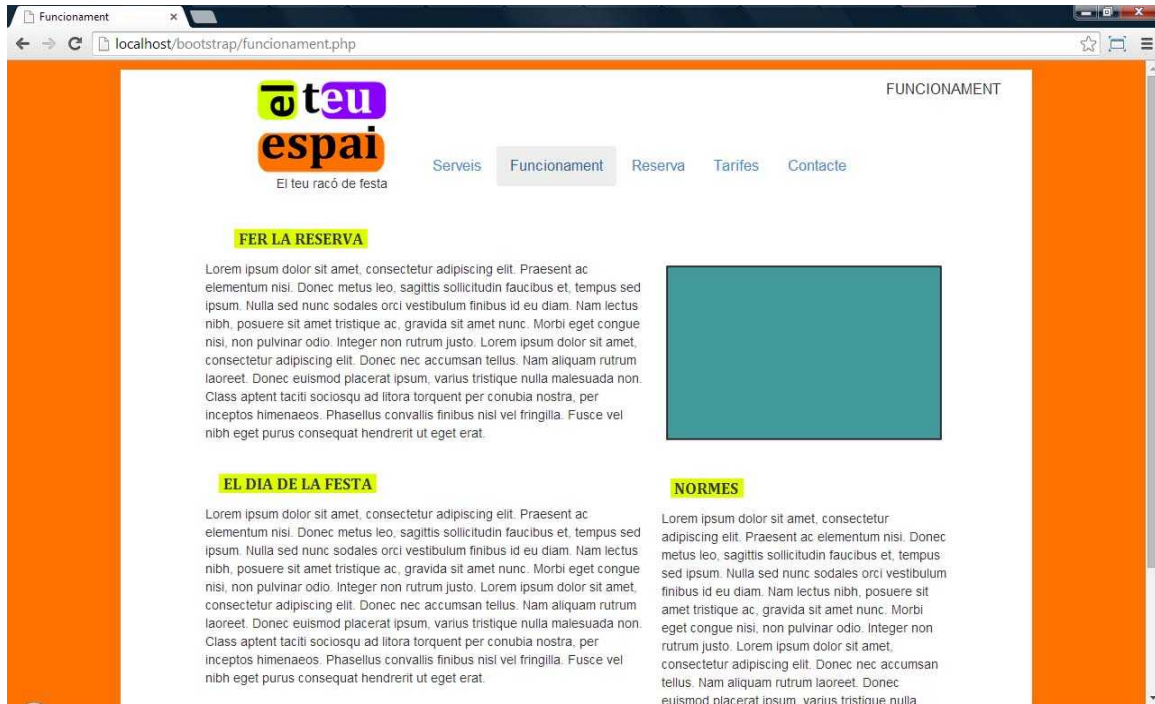 Funcionament
localhost/bootstrap/funcionament.php
FUNCIONAMENT
el teu
espai
El teu racó de festa
Serveis Funcionament Reserva Tarifes Contacte
FER LA RESERVA
Lorem ipsum dolor sit amet, consectetur adipiscing elit. Praesent ac
elementum nisi. Donec metus leo, sagittis sollicitudin faucibus et, tempus sed
ipsum. Nulla sed nunc sodales orci vestibulum finibus id eu diam. Nam lectus
nibh, posuere sit amet tristique ac, gravida sit amet nunc. Morbi eget congue
nisi, non pulvinar odio. Integer non rutrum justo. Lorem ipsum dolor sit amet,
consectetur adipiscing elit. Donec nec accumsan tellus. Nam aliquam rutrum
laoreet. Donec euismod placerat ipsum, varius tristique nulla malesuada non.
Class aptent taciti sociosqu ad litora torquent per conubia nostra, per
inceptos himenaeos. Phasellus convallis finibus nisl vel fringilla. Fusce vel
nibh eget purus consequat hendrerit ut eget erat.
EL DIA DE LA FESTA
Lorem ipsum dolor sit amet, consectetur adipiscing elit. Praesent ac
elementum nisi. Donec metus leo, sagittis sollicitudin faucibus et, tempus sed
ipsum. Nulla sed nunc sodales orci vestibulum finibus id eu diam. Nam lectus
nibh, posuere sit amet tristique ac, gravida sit amet nunc. Morbi eget congue
nisi, non pulvinar odio. Integer non rutrum justo. Lorem ipsum dolor sit amet,
consectetur adipiscing elit. Donec nec accumsan tellus. Nam aliquam rutrum
laoreet. Donec euismod placerat ipsum, varius tristique nulla malesuada non.
Class aptent taciti sociosqu ad litora torquent per conubia nostra, per
inceptos himenaeos. Phasellus convallis finibus nisl vel fringilla. Fusce vel
nibh eget purus consequat hendrerit ut eget erat.
NORMES
Lorem ipsum dolor sit amet, consectetur
adipiscing elit. Praesent ac elementum nisi. Donec
metus leo, sagittis sollicitudin faucibus et, tempus
sed ipsum. Nulla sed nunc sodales orci vestibulum
finibus id eu diam. Nam lectus nibh, posuere sit
amet tristique ac, gravida sit amet nunc. Morbi
eget congue nisi, non pulvinar odio. Integer non
rutrum justo. Lorem ipsum dolor sit amet,
consectetur adipiscing elit. Donec nec accumsan
tellus. Nam aliquam rutrum laoreet. Donec
euismod placerat ipsum, varius tristique nulla